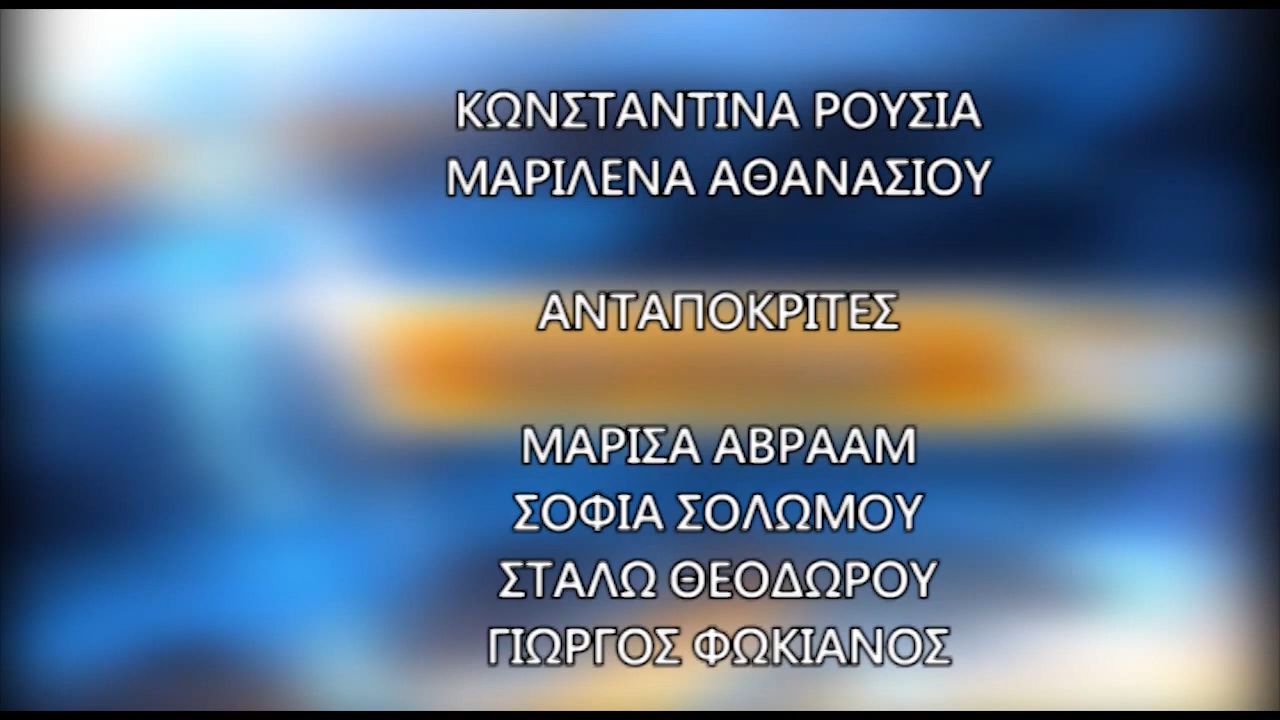 ΚΩΝΣΤΑΝΤΙΝΑ ΡΟΥΣΙΑ
ΜΑΡΙΛΕΝΑ ΑΘΑΝΑΣΙΟΥ
ΑΝΤΑΠΟΚΡΙΤΕΣ
ΜΑΡΙΣΑ ΑΒΡΑΑΜ
ΣΟΦΙΑ ΣΟΛΩΜΟΥ
ΣΤΑΛΩ ΘΕΟΔΩΡΟΥ
ΓΙΩΡΓΟΣ ΦΩΚΙΑΝΟΣ